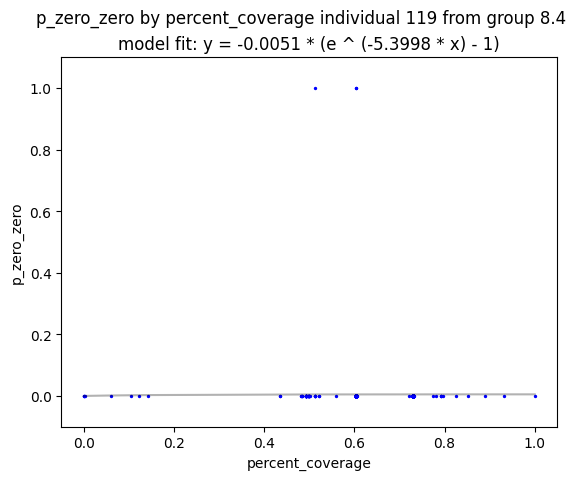 p_zero_zero by percent_coverage individual 119 from group 8.4
model fit: y = -0.0051 * (e ^ (-5.3998 * x) - 1)
1.0
0.8
0.6
0.4
0.2
0.0
p_zero_zero
0.0 0.2 0.4 0.6 0.8 1.0
percent_coverage